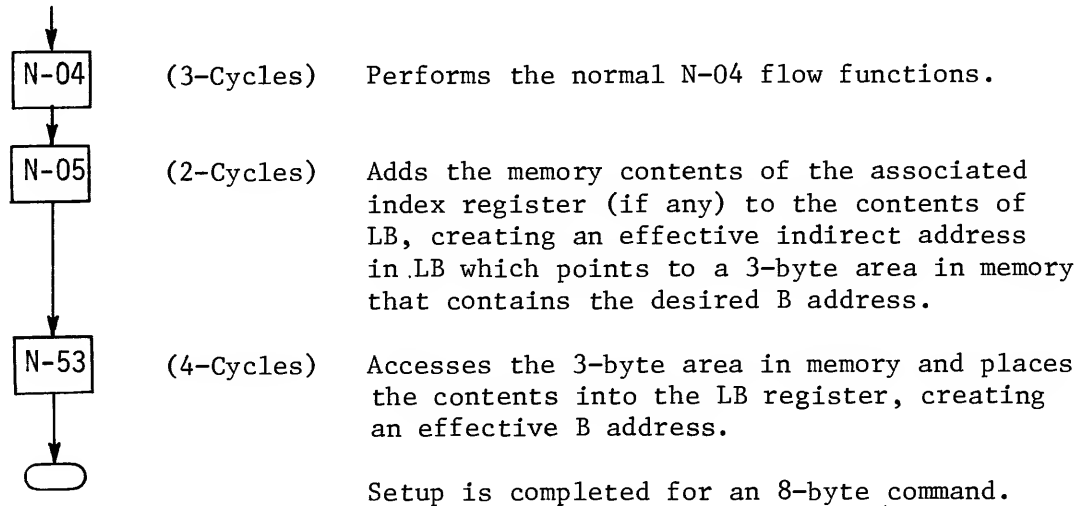 N-04 (3-Cycles) Performs the normal N-04 flow functions.
N-05 (2-Cycles) Adds the memory contents of the associated
index register (if any) to the contents of
LB, creating an effective indirect address
in LB which points to a 3-byte area in memory
that contains the desired B address.
N-53 (4-Cycles) Accesses the 3-byte area in memory and places
the contents into the LB register, creating
an effective B address.
Setup is completed for an 8-byte command.